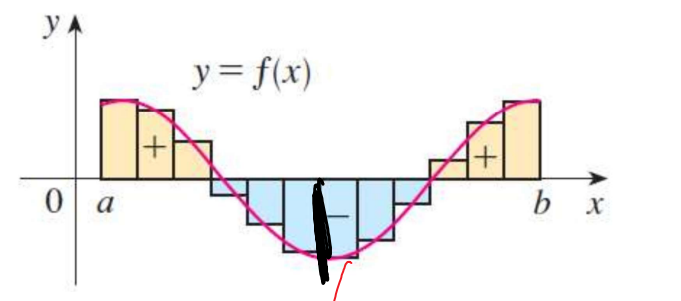 y
y = f(x)
+
+
−
0
a
b
x